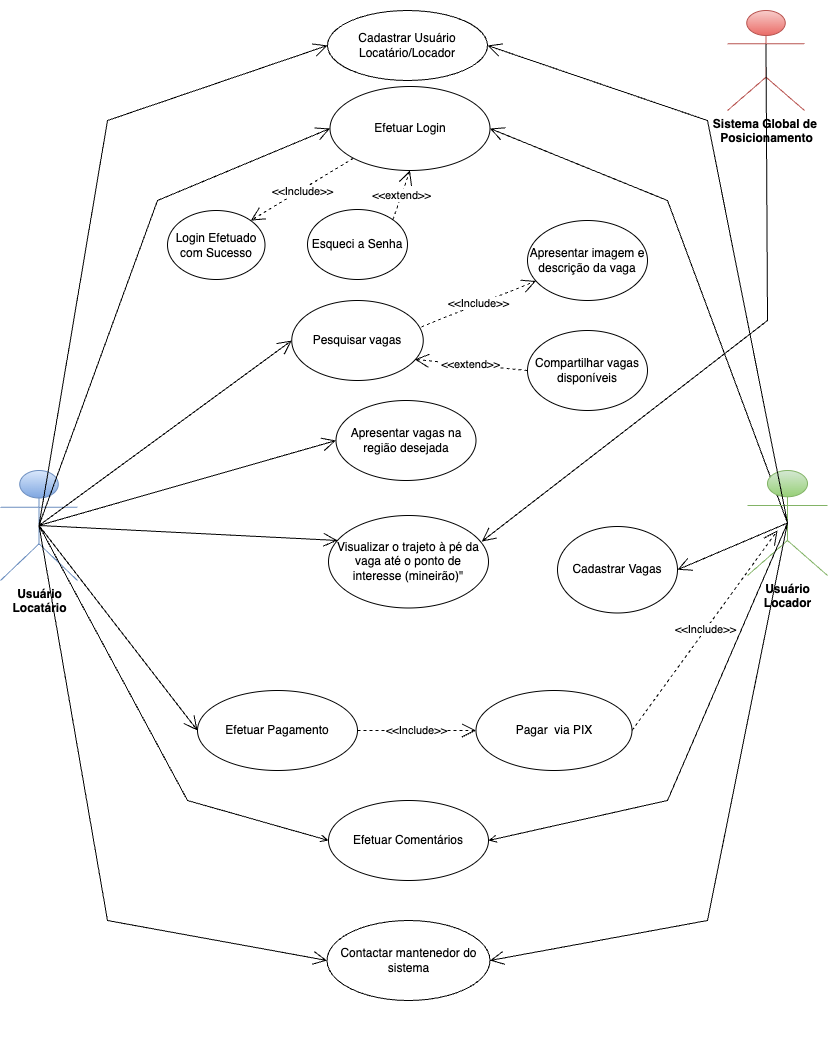 Cadastrar Usuário
Locatário/Locador
Sistema Global de
Posicionamento
Efetuar Login
<<Include>>
<<extend>>
Login Efetuado
com Sucesso
Esqueci a Senha
Apresentar imagem e
descrição da vaga
<<Include>>
Pesquisar vagas
<<extend>>
Compartilhar vagas
disponíveis
Apresentar vagas na
região desejada
Visualizar o trajeto à pé da
vaga até o ponto de
interesse (mineirão)"
Cadastrar Vagas
Usuário
Locatário
Usuário
Locador
<<Include>>
Efetuar Pagamento
<<Include>>
Pagar via PIX
Efetuar Comentários
Contactar mantenedor do
sistema